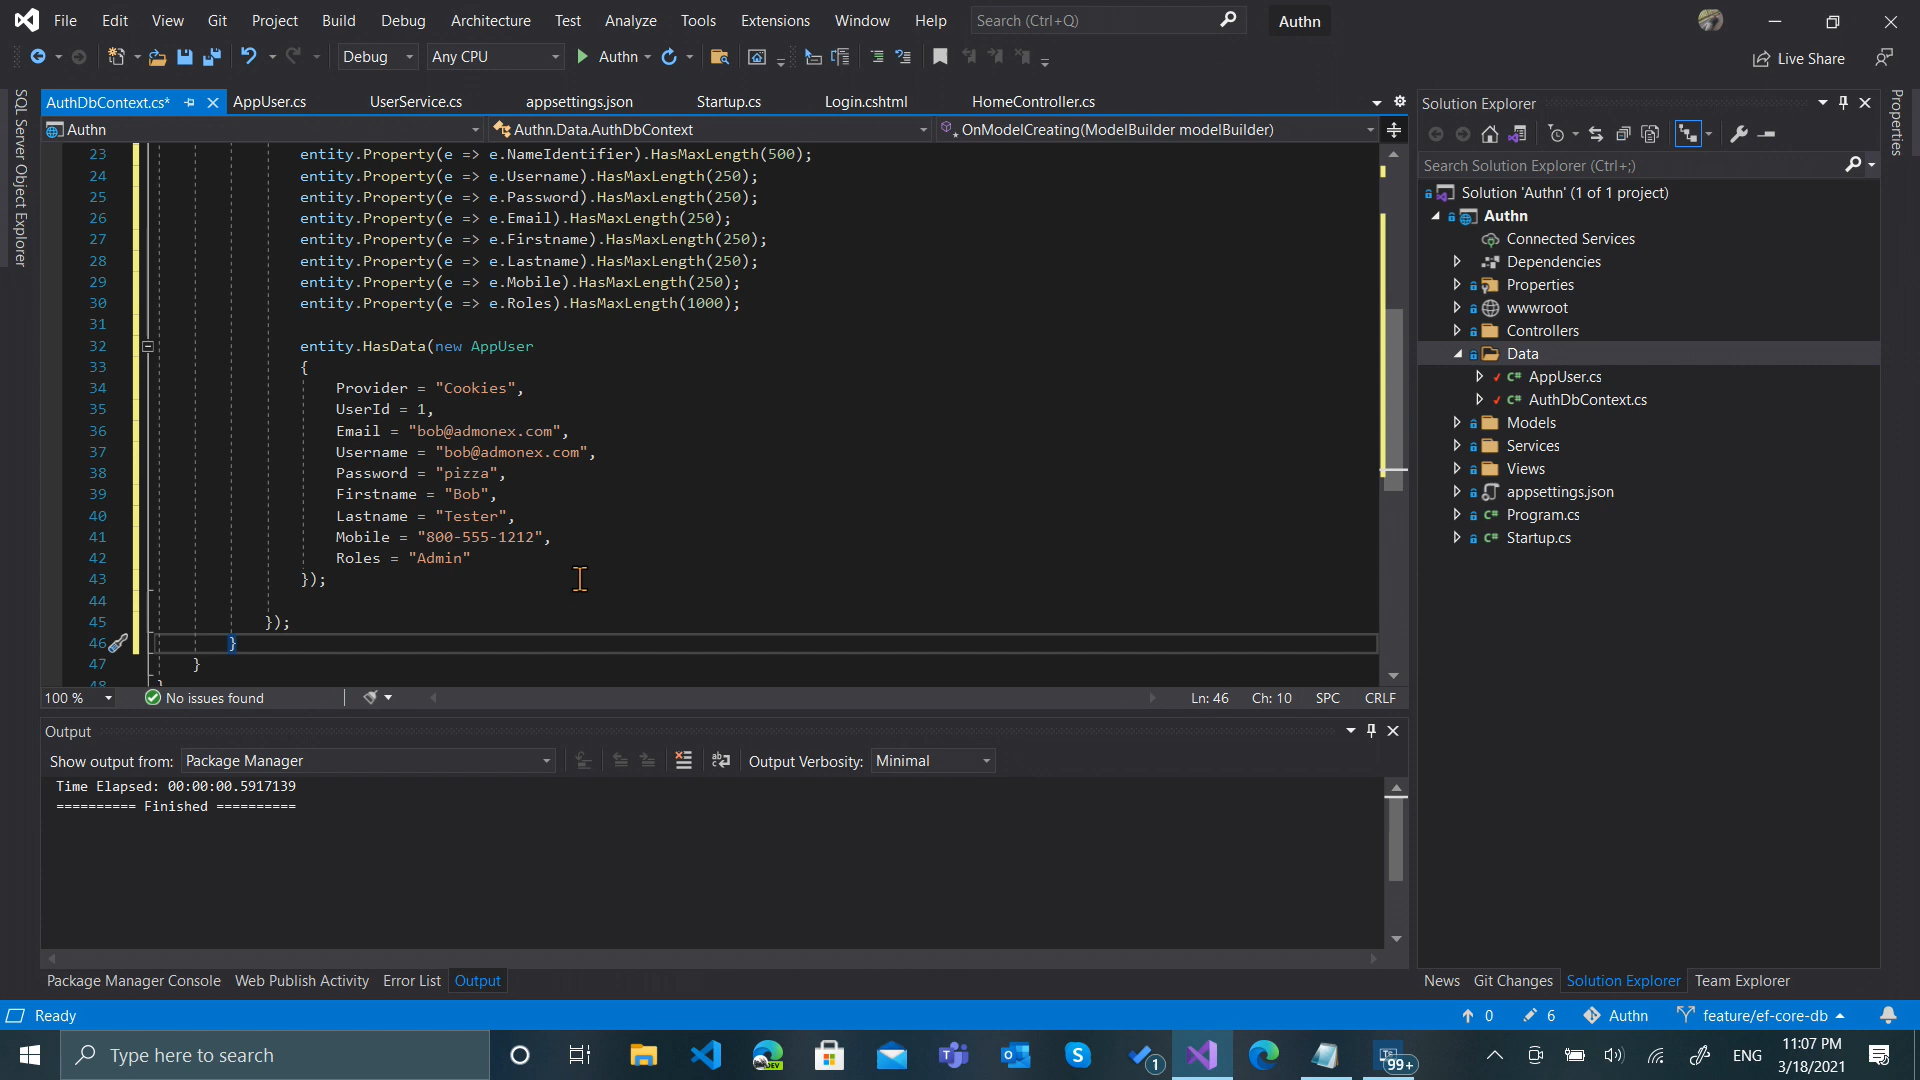 File Edit View Git Project Build Debug Architecture Test Analyze Tools Extensions Window Help Search (Ctrl+Q) Authn
Debug Any CPU Authn Live Share
SQL Server Object Explorer
AuthDbContext.cs* AppUser.cs UserService.cs appsettings.json Startup.cs Login.cshtml HomeController.cs
Authn Authn.Data.AuthDbContext OnModelCreating(ModelBuilder modelBuilder)
23 entity.Property(e => e.NameIdentifier).HasMaxLength(500);
24 entity.Property(e => e.Username).HasMaxLength(250);
25 entity.Property(e => e.Password).HasMaxLength(250);
26 entity.Property(e => e.Email).HasMaxLength(250);
27 entity.Property(e => e.Firstname).HasMaxLength(250);
28 entity.Property(e => e.Lastname).HasMaxLength(250);
29 entity.Property(e => e.Mobile).HasMaxLength(250);
30 entity.Property(e => e.Roles).HasMaxLength(1000);
31
32 entity.HasData(new AppUser
33 {
34 Provider = "Cookies",
35 UserId = 1,
36 Email = "bob@admonex.com",
37 Username = "bob@admonex.com",
38 Password = "pizza",
39 Firstname = "Bob",
40 Lastname = "Tester",
41 Mobile = "800-555-1212",
42 Roles = "Admin"
43 });
44
45 });
46 }
47 }
48 }
100 % No issues found Ln: 46 Ch: 10 SPC CRLF
Output
Show output from: Package Manager Output Verbosity: Minimal
Time Elapsed: 00:00:00.5917139
========== Finished ==========
Package Manager Console Web Publish Activity Error List Output
Solution Explorer
Search Solution Explorer (Ctrl+;)
Solution 'Authn' (1 of 1 project)
Authn
Connected Services
Dependencies
Properties
wwwroot
Controllers
Data
C# AppUser.cs
C# AuthDbContext.cs
Models
Services
Views
appsettings.json
C# Program.cs
C# Startup.cs
News Git Changes Solution Explorer Team Explorer
Properties
Ready 0 6 Authn feature/ef-core-db
Type here to search DEV 1 99+ ENG 11:07 PM
3/18/2021